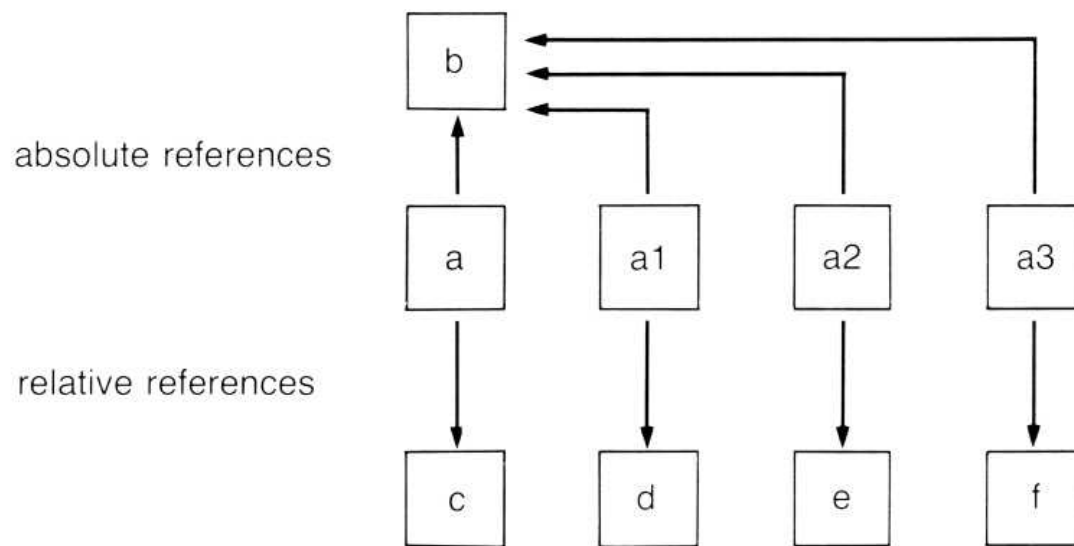 b
absolute references
a a1 a2 a3
relative references
c d e f